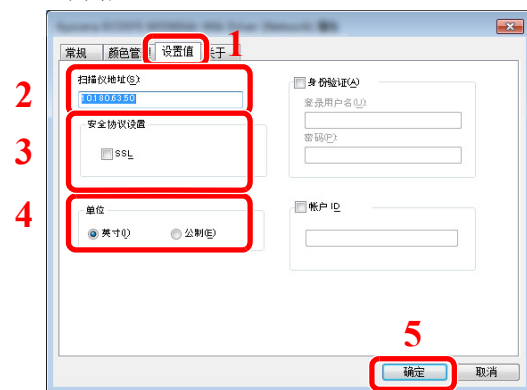 常规 颜色管理 设置值 关于
1
扫描仪地址(S):
10.180.63.50
2
安全协议设置
SSL
3
单位
英寸(I) 公制(E)
4
身份验证(A)
登录用户名(U):
密码(P):
帐户 ID
5
确定 取消